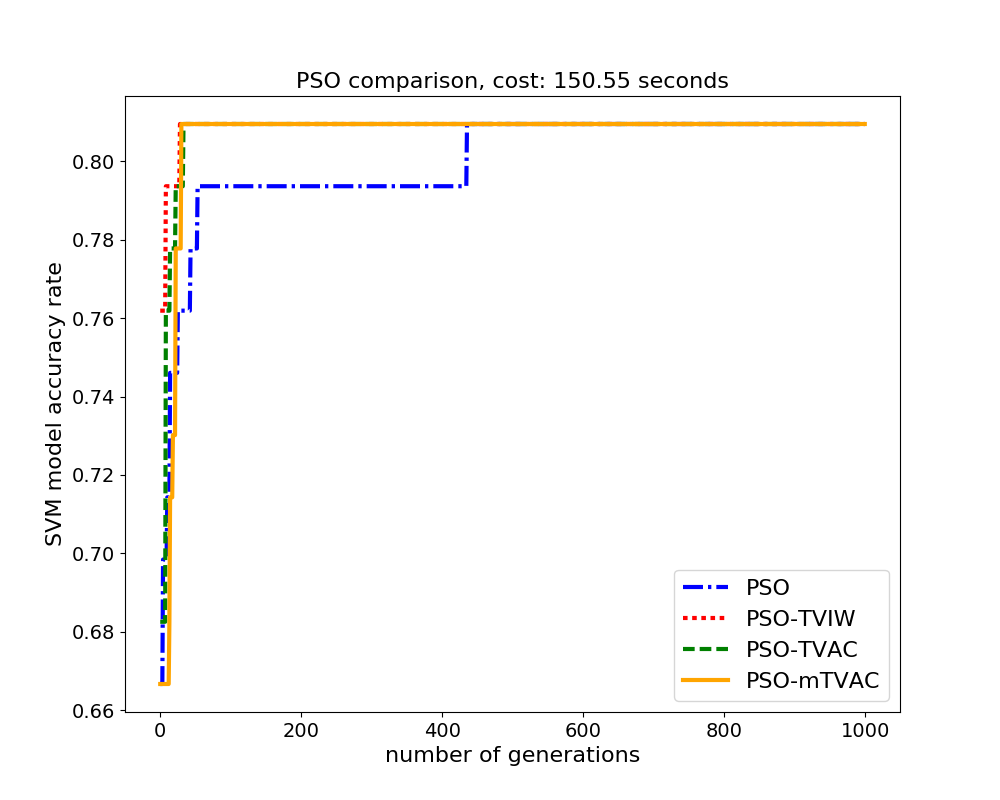 PSO comparison, cost: 150.55 seconds
SVM model accuracy rate
0.80
0.78
0.76
0.74
0.72
0.70
0.68
0.66
0
200
400
600
800
1000
number of generations
PSO
PSO-TVIW
PSO-TVAC
PSO-mTVAC